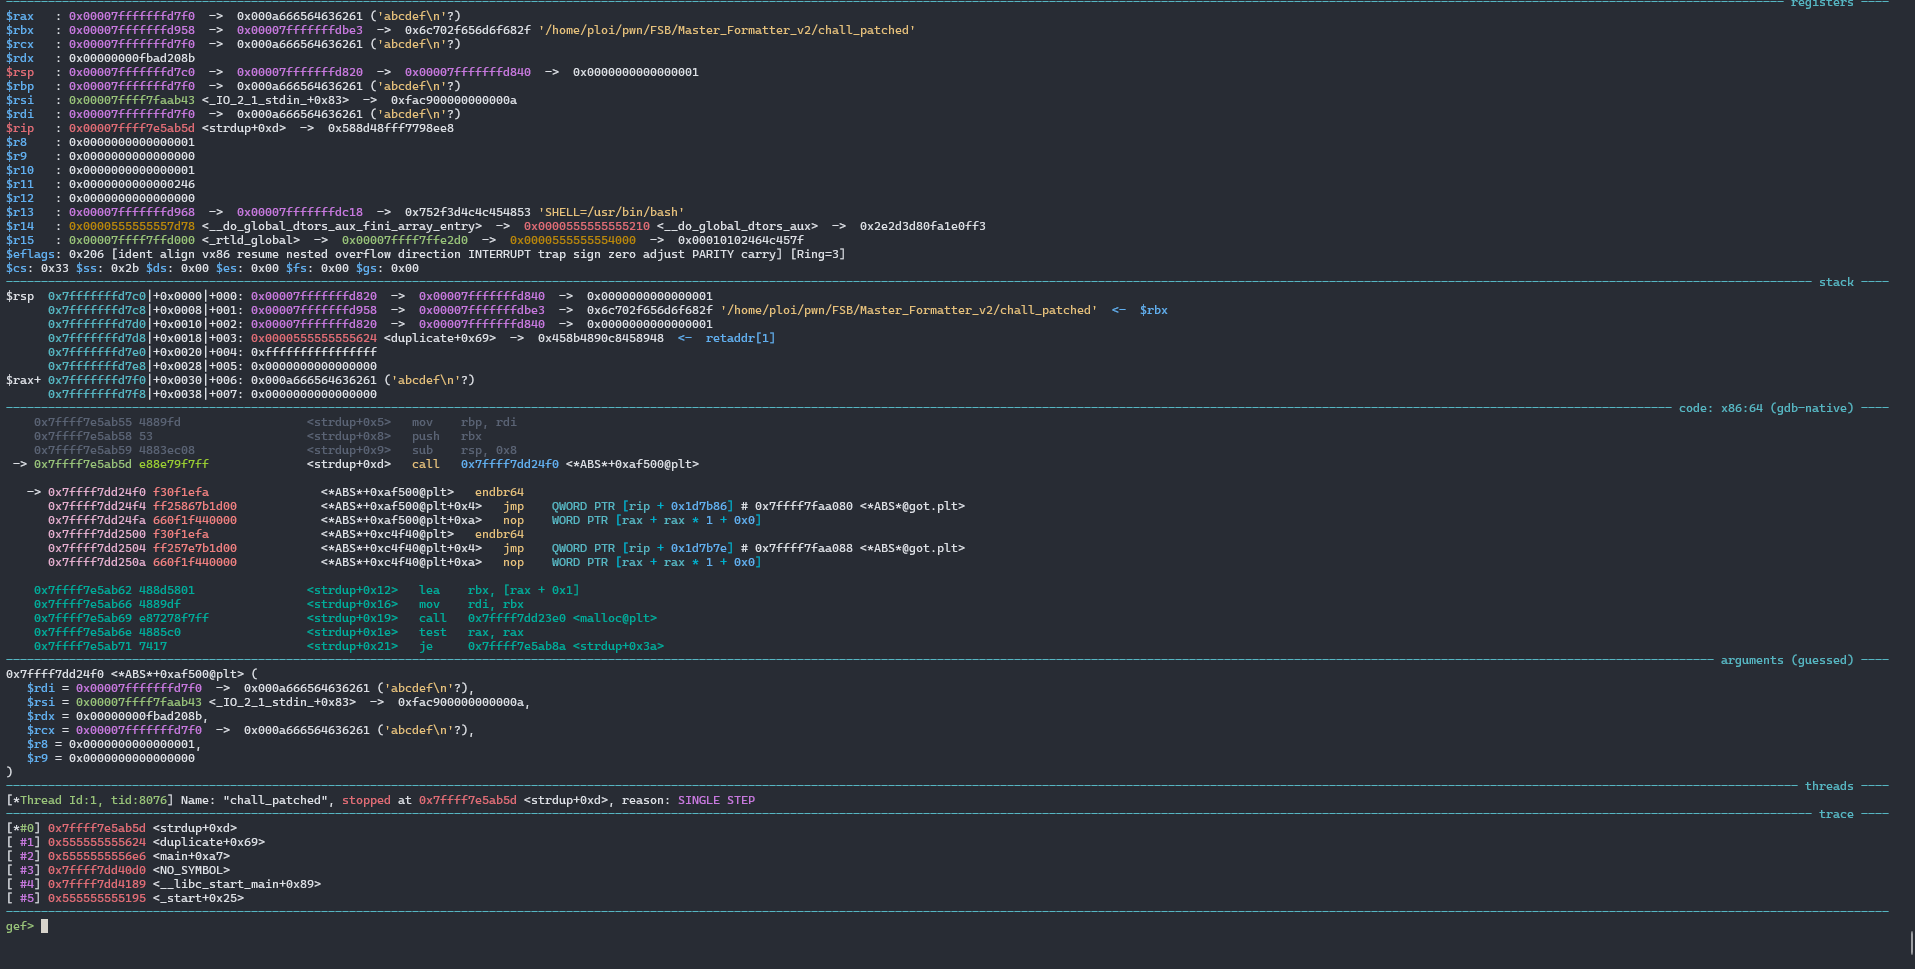 registers
$rax   : 0x00007fffffffd7f0  ->  0x000a666564636261 ('abcdef\n'?)
$rbx   : 0x00007fffffffd958  ->  0x00007fffffffdbe3  ->  0x6c702f656d6f682f '/home/ploi/pwn/FSB/Master_Formatter_v2/chall_patched'
$rcx   : 0x00007fffffffd7f0  ->  0x000a666564636261 ('abcdef\n'?)
$rdx   : 0x00000000fbad208b
$rsp   : 0x00007fffffffd7c0  ->  0x00007fffffffd820  ->  0x00007fffffffd840  ->  0x0000000000000001
$rbp   : 0x00007fffffffd7f0  ->  0x000a666564636261 ('abcdef\n'?)
$rsi   : 0x00007ffff7faab43 <_IO_2_1_stdin_+0x83>  ->  0xfac900000000000a
$rdi   : 0x00007fffffffd7f0  ->  0x000a666564636261 ('abcdef\n'?)
$rip   : 0x00007ffff7e5ab5d <strdup+0xd>  ->  0x588d48fff7798ee8
$r8    : 0x0000000000000001
$r9    : 0x0000000000000000
$r10   : 0x0000000000000001
$r11   : 0x0000000000000246
$r12   : 0x0000000000000000
$r13   : 0x00007fffffffd968  ->  0x00007fffffffdc18  ->  0x752f3d4c4c454853 'SHELL=/usr/bin/bash'
$r14   : 0x0000555555557d78 <__do_global_dtors_aux_fini_array_entry>  ->  0x0000555555555210 <__do_global_dtors_aux>  ->  0x2e2d3d80fa1e0ff3
$r15   : 0x00007ffff7ffd000 <_rtld_global>  ->  0x00007ffff7ffe2d0  ->  0x0000555555554000  ->  0x00010102464c457f
$eflags: 0x206 [ident align vx86 resume nested overflow direction INTERRUPT trap sign zero adjust PARITY carry] [Ring=3]
$cs: 0x33 $ss: 0x2b $ds: 0x00 $es: 0x00 $fs: 0x00 $gs: 0x00
stack
$rsp  0x7fffffffd7c0|+0x0000|+000: 0x00007fffffffd820  ->  0x00007fffffffd840  ->  0x0000000000000001
0x7fffffffd7c8|+0x0008|+001: 0x00007fffffffd958  ->  0x00007fffffffdbe3  ->  0x6c702f656d6f682f '/home/ploi/pwn/FSB/Master_Formatter_v2/chall_patched'  <-  $rbx
0x7fffffffd7d0|+0x0010|+002: 0x00007fffffffd820  ->  0x00007fffffffd840  ->  0x0000000000000001
0x7fffffffd7d8|+0x0018|+003: 0x0000555555555624 <duplicate+0x69>  ->  0x458b4890c8458948  <-  retaddr[1]
0x7fffffffd7e0|+0x0020|+004: 0xffffffffffffffff
0x7fffffffd7e8|+0x0028|+005: 0x0000000000000000
$rax+ 0x7fffffffd7f0|+0x0030|+006: 0x000a666564636261 ('abcdef\n'?)
0x7fffffffd7f8|+0x0038|+007: 0x0000000000000000
code: x86:64 (gdb-native)
0x7ffff7e5ab55 4889fd                  <strdup+0x5>   mov    rbp, rdi
0x7ffff7e5ab58 53                      <strdup+0x8>   push   rbx
0x7ffff7e5ab59 4883ec08                <strdup+0x9>   sub    rsp, 0x8
-> 0x7ffff7e5ab5d e88e79f7ff              <strdup+0xd>   call   0x7ffff7dd24f0 <*ABS*+0xaf500@plt>
-> 0x7ffff7dd24f0 f30f1efa                <*ABS*+0xaf500@plt>   endbr64
0x7ffff7dd24f4 ff25867b1d00            <*ABS*+0xaf500@plt+0x4>   jmp    QWORD PTR [rip + 0x1d7b86] # 0x7ffff7faa080 <*ABS*@got.plt>
0x7ffff7dd24fa 660f1f440000            <*ABS*+0xaf500@plt+0xa>   nop    WORD PTR [rax + rax * 1 + 0x0]
0x7ffff7dd2500 f30f1efa                <*ABS*+0xc4f40@plt>   endbr64
0x7ffff7dd2504 ff257e7b1d00            <*ABS*+0xc4f40@plt+0x4>   jmp    QWORD PTR [rip + 0x1d7b7e] # 0x7ffff7faa088 <*ABS*@got.plt>
0x7ffff7dd250a 660f1f440000            <*ABS*+0xc4f40@plt+0xa>   nop    WORD PTR [rax + rax * 1 + 0x0]
0x7ffff7e5ab62 488d5801                <strdup+0x12>   lea    rbx, [rax + 0x1]
0x7ffff7e5ab66 4889df                  <strdup+0x16>   mov    rdi, rbx
0x7ffff7e5ab69 e87278f7ff              <strdup+0x19>   call   0x7ffff7dd23e0 <malloc@plt>
0x7ffff7e5ab6e 4885c0                  <strdup+0x1e>   test   rax, rax
0x7ffff7e5ab71 7417                    <strdup+0x21>   je     0x7ffff7e5ab8a <strdup+0x3a>
arguments (guessed)
0x7ffff7dd24f0 <*ABS*+0xaf500@plt> (
$rdi = 0x00007fffffffd7f0  ->  0x000a666564636261 ('abcdef\n'?),
$rsi = 0x00007ffff7faab43 <_IO_2_1_stdin_+0x83>  ->  0xfac900000000000a,
$rdx = 0x00000000fbad208b,
$rcx = 0x00007fffffffd7f0  ->  0x000a666564636261 ('abcdef\n'?),
$r8 = 0x0000000000000001,
$r9 = 0x0000000000000000
)
threads
[*Thread Id:1, tid:8076] Name: "chall_patched", stopped at 0x7ffff7e5ab5d <strdup+0xd>, reason: SINGLE STEP
trace
[*#0] 0x7ffff7e5ab5d <strdup+0xd>
[ #1] 0x555555555624 <duplicate+0x69>
[ #2] 0x5555555556e6 <main+0xa7>
[ #3] 0x7ffff7dd40d0 <NO_SYMBOL>
[ #4] 0x7ffff7dd4189 <__libc_start_main+0x89>
[ #5] 0x555555555195 <_start+0x25>
gef>